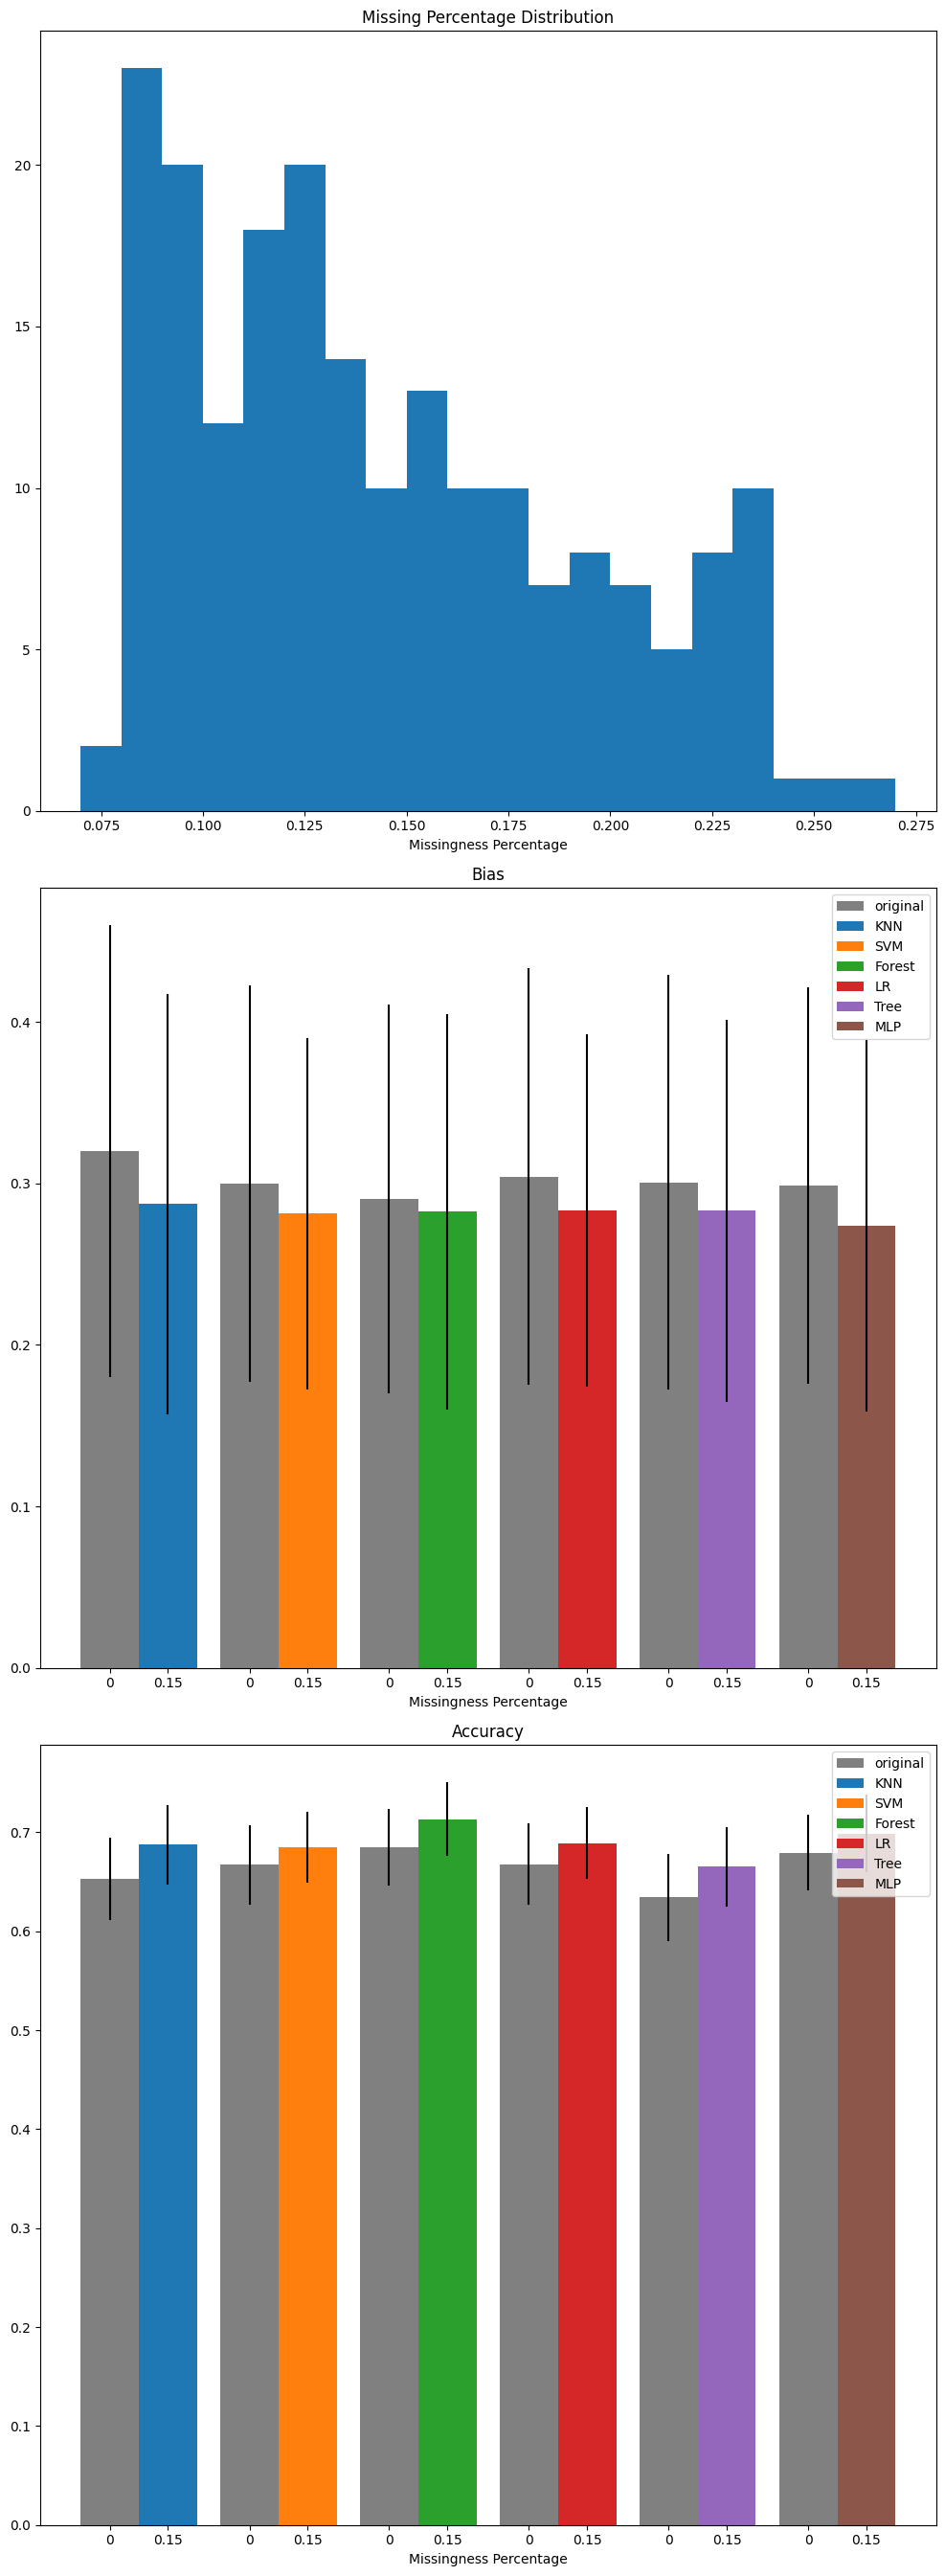 Missing Percentage Distribution
20
15
10
5
0
0.075 0.100 0.125 0.150 0.175 0.200 0.225 0.250 0.275
Missingness Percentage
Bias
original
KNN
SVM
Forest
LR
Tree
MLP
0.4
0.3
0.2
0.1
0.0
0 0.15 0 0.15 0 0.15 0 0.15 0 0.15 0 0.15
Missingness Percentage
Accuracy
original
KNN
SVM
Forest
LR
Tree
MLP
0.7
0.6
0.5
0.4
0.3
0.2
0.1
0.0
0 0.15 0 0.15 0 0.15 0 0.15 0 0.15 0 0.15
Missingness Percentage